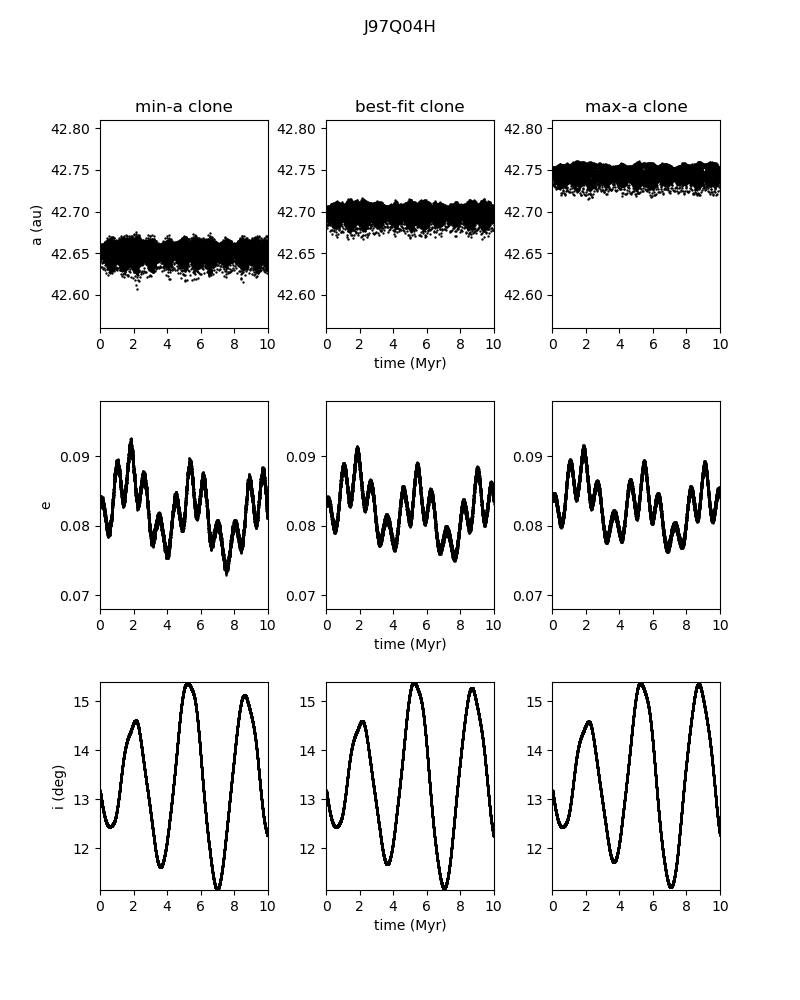 J97Q04H
min-a clone best-fit clone max-a clone
42.80 42.80 42.80
42.75 42.75 42.75
42.70 42.70 42.70
a (au)
42.65 42.65 42.65
42.60 42.60 42.60
0 2 4 6 8 10 0 2 4 6 8 10 0 2 4 6 8 10
time (Myr)
0.09 0.09 0.09
e
0.08 0.08 0.08
0.07 0.07 0.07
0 2 4 6 8 10 0 2 4 6 8 10 0 2 4 6 8 10
time (Myr)
15 15 15
14 14 14
i (deg)
13 13 13
12 12 12
0 2 4 6 8 10 0 2 4 6 8 10 0 2 4 6 8 10
time (Myr)